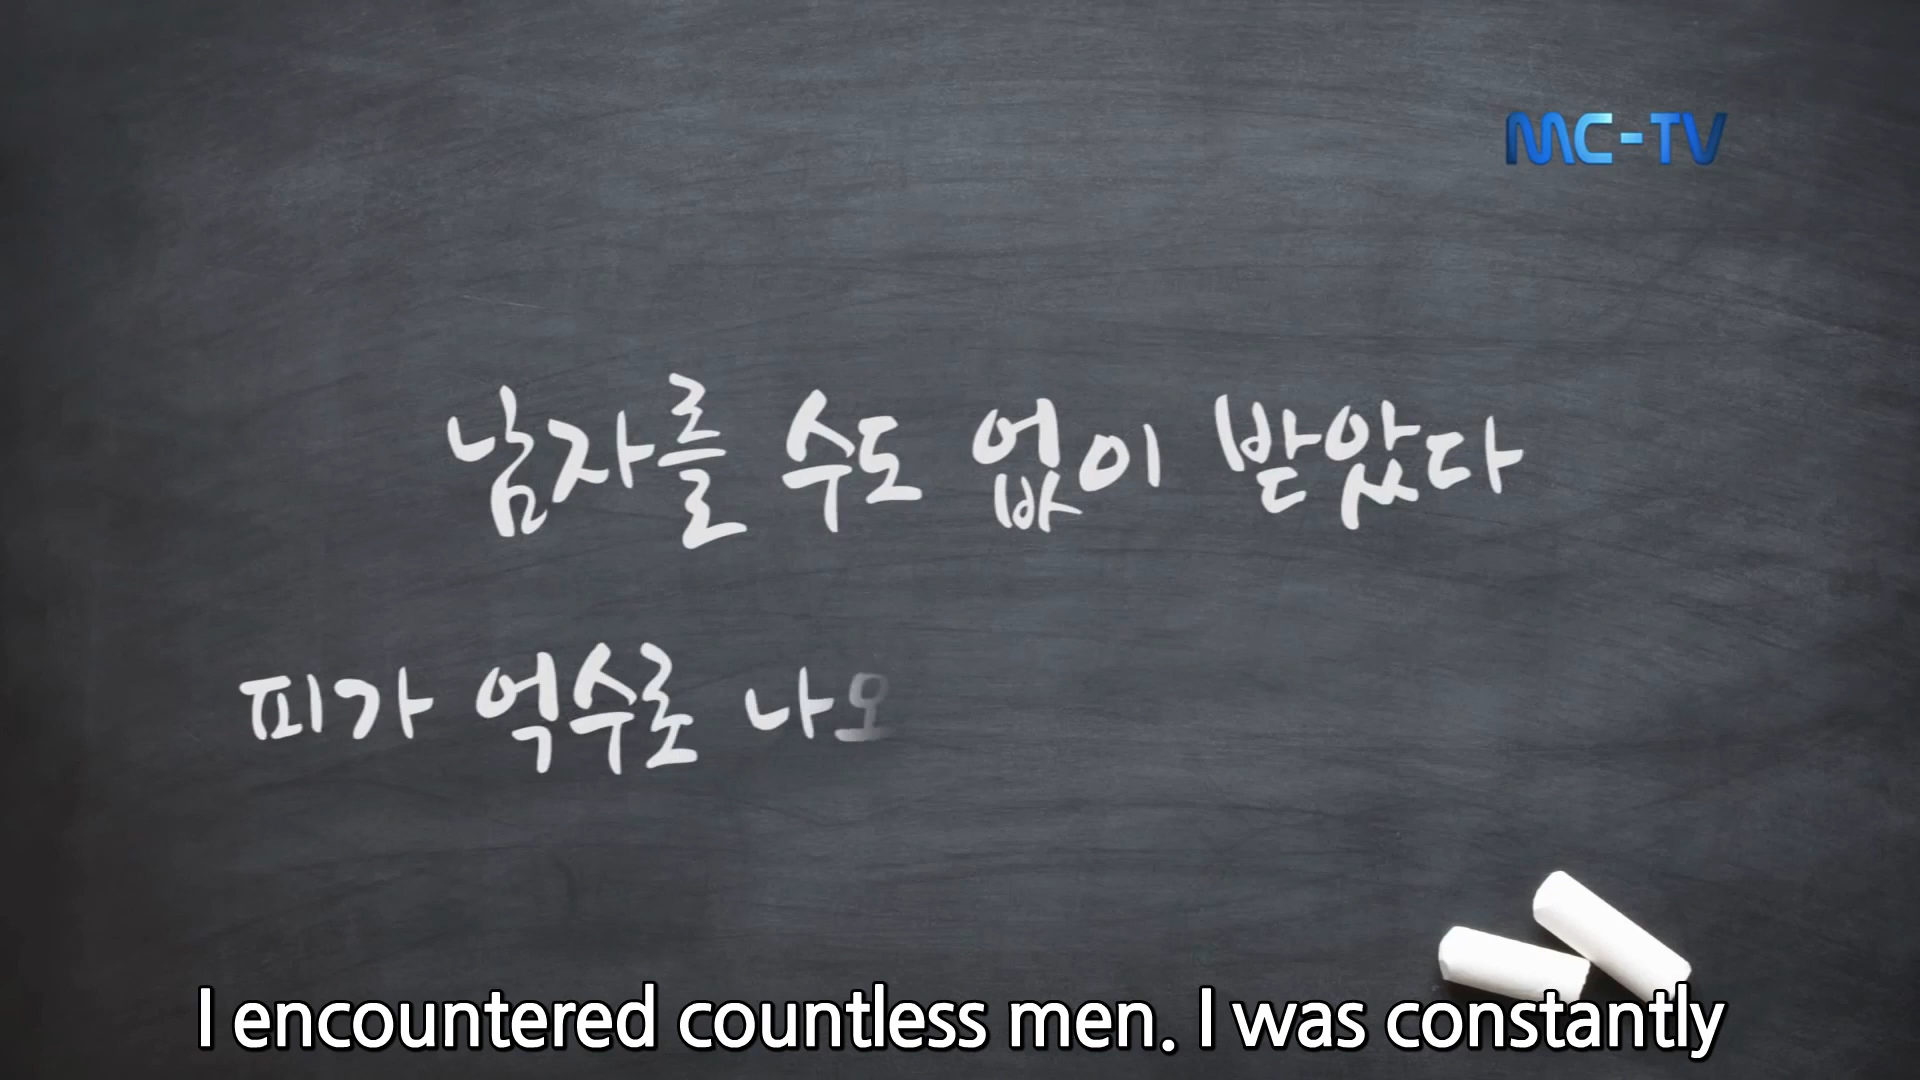 MC-TV
남자를 수도 없이 받았다
피가 억수로 나오
I encountered countless men. I was constantly